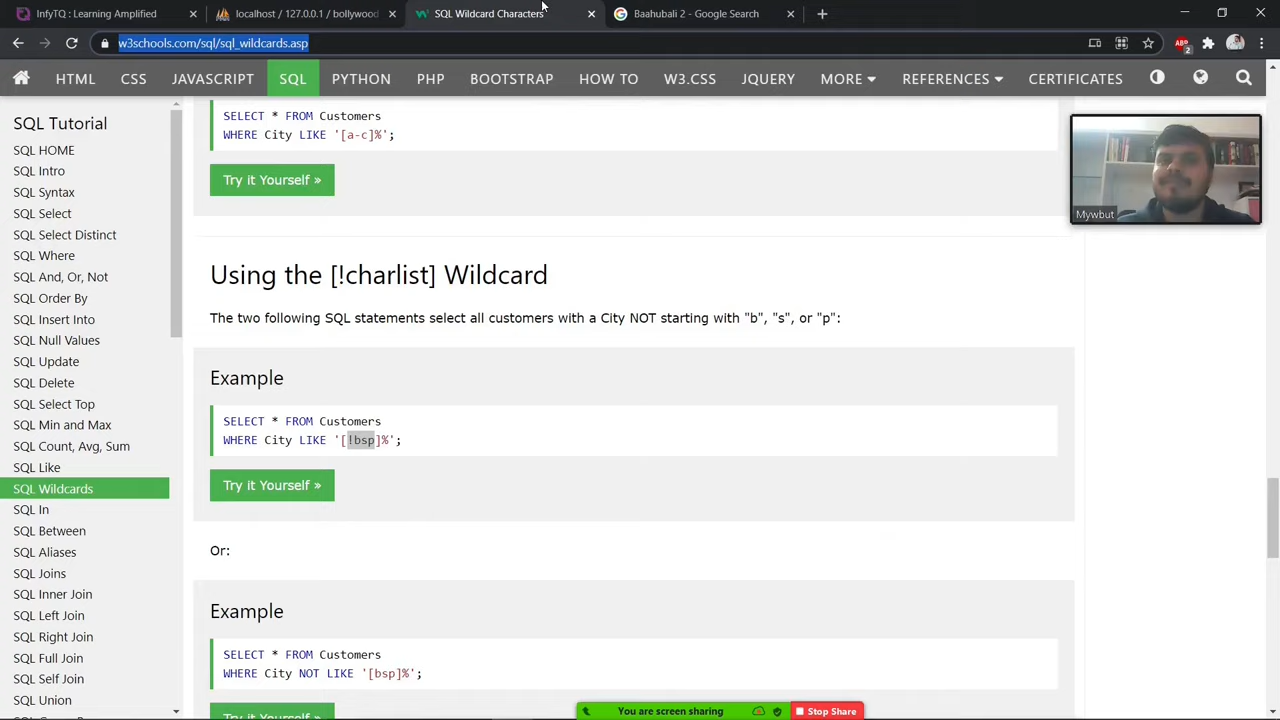 InfyTQ : Learning Amplified
localhost / 127.0.0.1 / bollywood
SQL Wildcard Characters
Baahubali 2 - Google Search
w3schools.com/sql/sql_wildcards.asp
ABP
2
HTML CSS JAVASCRIPT SQL PYTHON PHP BOOTSTRAP HOW TO W3.CSS JQUERY MORE REFERENCES CERTIFICATES
SQL Tutorial
SQL HOME
SQL Intro
SQL Syntax
SQL Select
SQL Select Distinct
SQL Where
SQL And, Or, Not
SQL Order By
SQL Insert Into
SQL Null Values
SQL Update
SQL Delete
SQL Select Top
SQL Min and Max
SQL Count, Avg, Sum
SQL Like
SQL Wildcards
SQL In
SQL Between
SQL Aliases
SQL Joins
SQL Inner Join
SQL Left Join
SQL Right Join
SQL Full Join
SQL Self Join
SQL Union
SELECT * FROM Customers
WHERE City LIKE '[a-c]%';
Try it Yourself »
Using the [!charlist] Wildcard
The two following SQL statements select all customers with a City NOT starting with "b", "s", or "p":
Example
SELECT * FROM Customers
WHERE City LIKE '[!bsp]%';
Try it Yourself »
Or:
Example
SELECT * FROM Customers
WHERE City NOT LIKE '[bsp]%';
Try it Yourself »
Mywbut
You are screen sharing
Stop Share